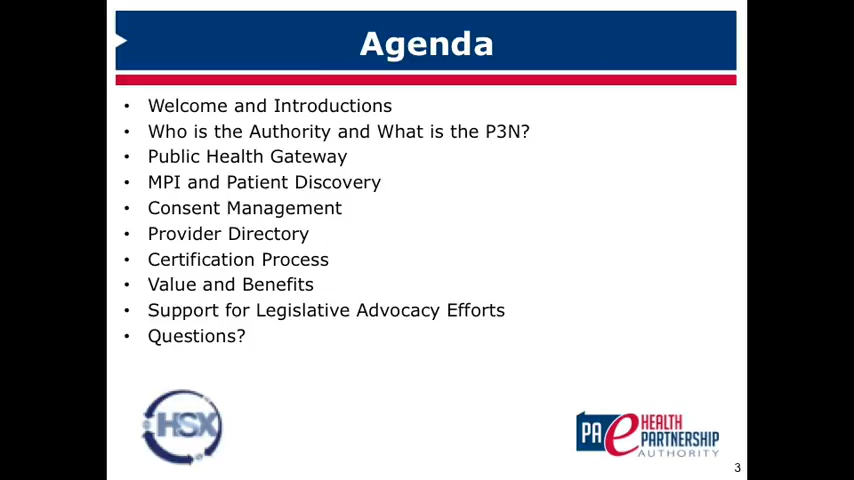 Agenda
• Welcome and Introductions
• Who is the Authority and What is the P3N?
• Public Health Gateway
• MPI and Patient Discovery
• Consent Management
• Provider Directory
• Certification Process
• Value and Benefits
• Support for Legislative Advocacy Efforts
• Questions?
HSX
PA e HEALTH
PARTNERSHIP
AUTHORITY
3